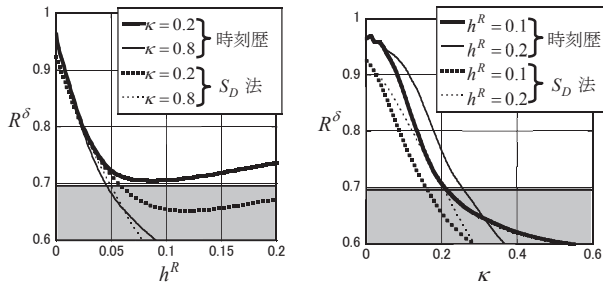 1
0.9
0.8
0.7
0.6
R^δ
0
0.05
0.1
0.15
0.2
h^R
κ = 0.2
κ = 0.8
時刻歴
κ = 0.2
κ = 0.8
S_D 法
1
0.9
0.8
0.7
0.6
R^δ
0
0.2
0.4
0.6
κ
h^R = 0.1
h^R = 0.2
時刻歴
h^R = 0.1
h^R = 0.2
S_D 法